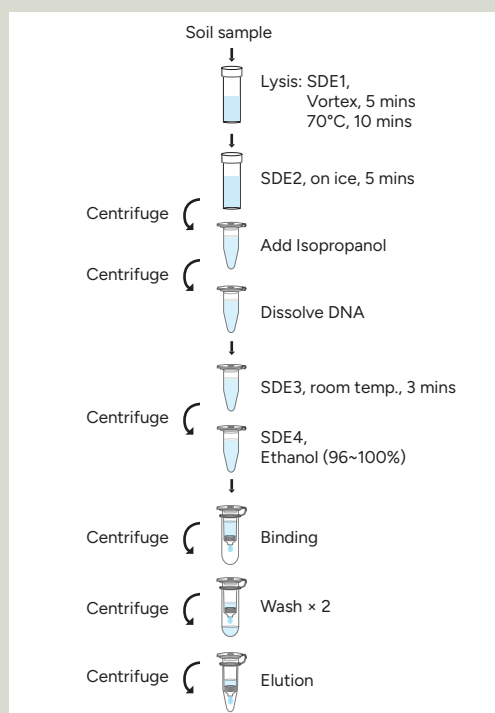 Soil sample
Lysis: SDE1,
Vortex, 5 mins
70°C, 10 mins
SDE2, on ice, 5 mins
Centrifuge
Add Isopropanol
Centrifuge
Dissolve DNA
SDE3, room temp., 3 mins
Centrifuge
SDE4,
Ethanol (96~100%)
Centrifuge
Binding
Centrifuge
Wash × 2
Centrifuge
Elution